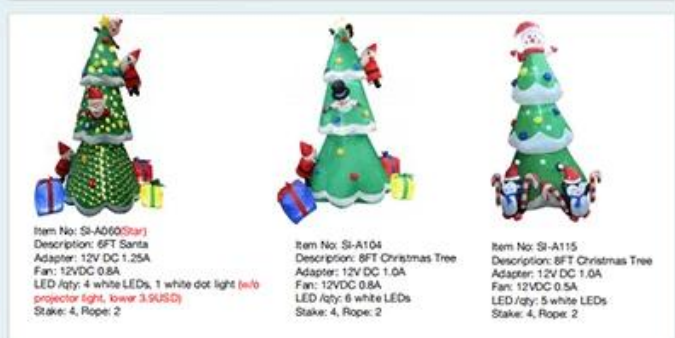 Item No: SI-A060(Star)
Description: 6FT Santa
Adapter: 12V DC 1.25A
Fan: 12VDC 0.8A
LED /qty: 4 white LEDs, 1 white dot light (w/o
projector light, lower 3.9USD)
Stake: 4, Rope: 2
Item No: SI-A104
Description: 8FT Christmas Tree
Adapter: 12V DC 1.0A
Fan: 12VDC 0.8A
LED /qty: 6 white LEDs
Stake: 4, Rope: 2
Item No: SI-A115
Description: 8FT Christmas Tree
Adapter: 12V DC 1.0A
Fan: 12VDC 0.5A
LED /qty: 5 white LEDs
Stake: 4, Rope: 2